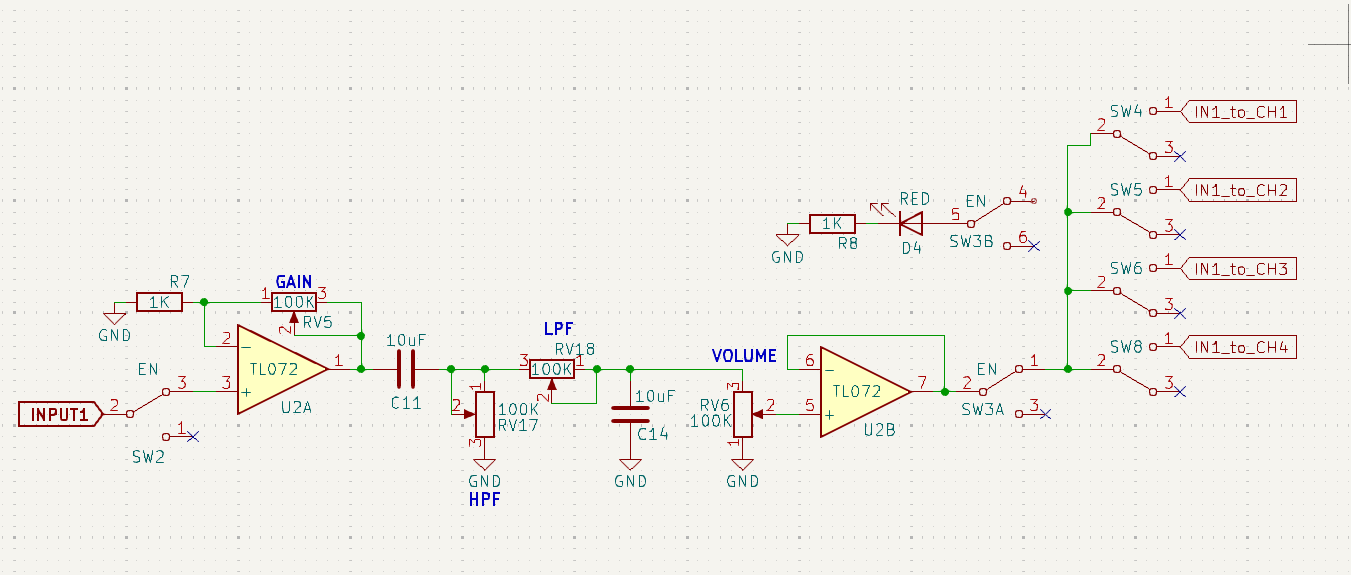 SW4
1
IN1_to_CH1
2
3
SW5
1
IN1_to_CH2
2
3
RED
EN
4
5
1K
R8
D4
SW3B
6
GND
SW6
1
IN1_to_CH3
2
3
R7
GAIN
1K
1
100K
3
2
RV5
GND
2
TL072
1
3
U2A
EN
3
INPUT1
2
1
SW2
10uF
C11
LPF
RV18
3
100K
1
2
1
2
100K
RV17
3
GND
HPF
10uF
C14
GND
VOLUME
3
RV6
100K
2
1
GND
6
TL072
7
5
U2B
EN
1
2
SW3A
3
SW8
1
IN1_to_CH4
2
3